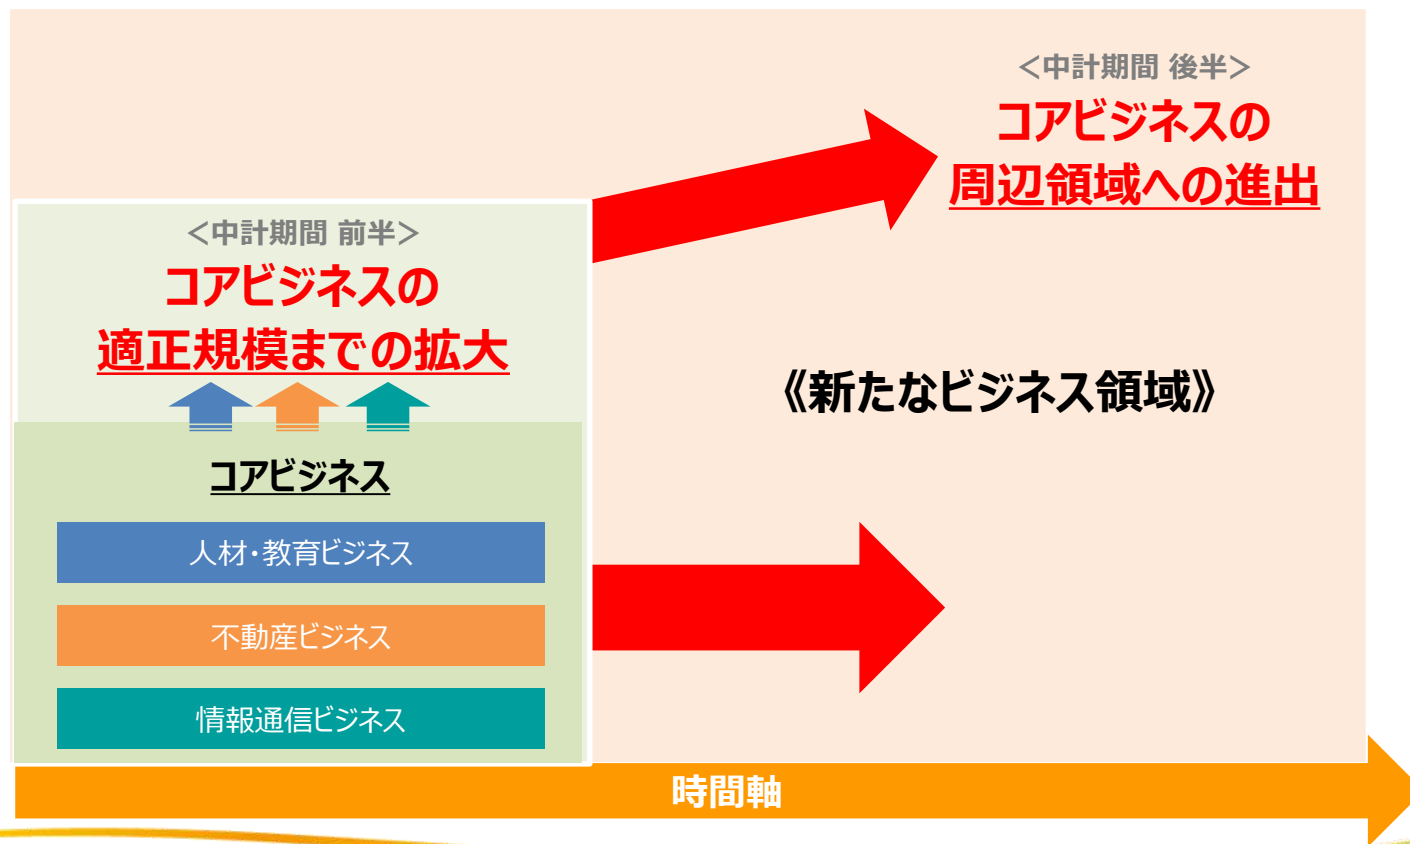 ＜中計期間 後半＞
コアビジネスの
周辺領域への進出
＜中計期間 前半＞
コアビジネスの
適正規模までの拡大
《新たなビジネス領域》
コアビジネス
人材・教育ビジネス
不動産ビジネス
情報通信ビジネス
時間軸